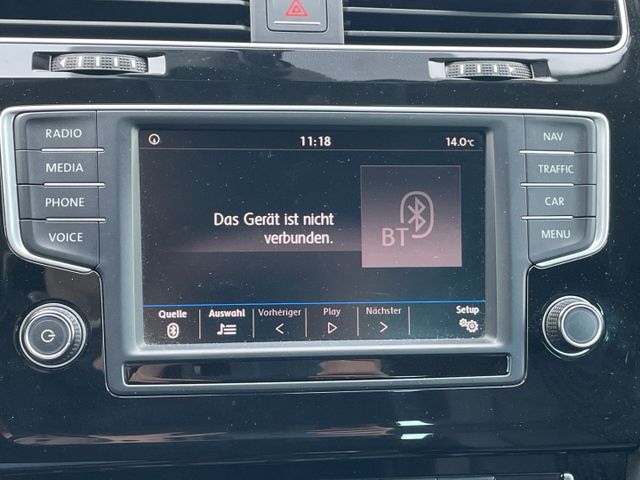 RADIO
MEDIA
PHONE
VOICE
11:18
14.0°C
Das Gerät ist nicht
verbunden.
BT
Quelle
Auswahl
Vorheriger
Play
Nächster
Setup
NAV
TRAFFIC
CAR
MENU